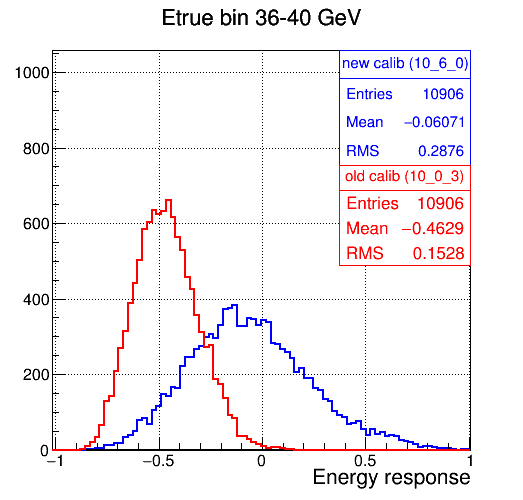 Etrue bin 36-40 GeV
new calib (10_6_0)
Entries 10906
Mean −0.06071
RMS 0.2876
old calib (10_0_3)
Entries 10906
Mean −0.4629
RMS 0.1528
1000
800
600
400
200
0
−1 −0.5 0 0.5 1
Energy response